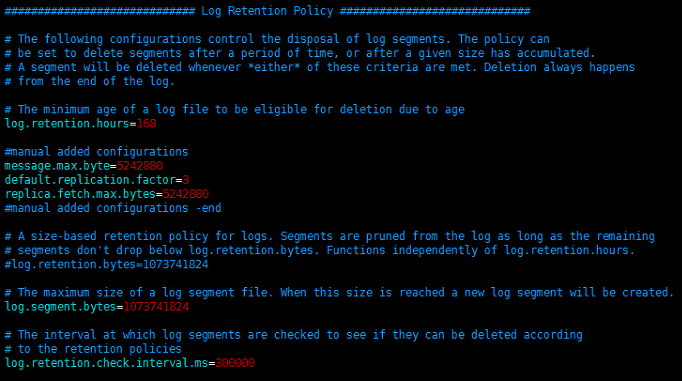 ############################# Log Retention Policy #############################
# The following configurations control the disposal of log segments. The policy can
# be set to delete segments after a period of time, or after a given size has accumulated.
# A segment will be deleted whenever *either* of these criteria are met. Deletion always happens
# from the end of the log.
# The minimum age of a log file to be eligible for deletion due to age
log.retention.hours=168
#manual added configurations
message.max.byte=5242880
default.replication.factor=3
replica.fetch.max.bytes=5242880
#manual added configurations -end
# A size-based retention policy for logs. Segments are pruned from the log as long as the remaining
# segments don't drop below log.retention.bytes. Functions independently of log.retention.hours.
#log.retention.bytes=1073741824
# The maximum size of a log segment file. When this size is reached a new log segment will be created.
log.segment.bytes=1073741824
# The interval at which log segments are checked to see if they can be deleted according
# to the retention policies
log.retention.check.interval.ms=300000